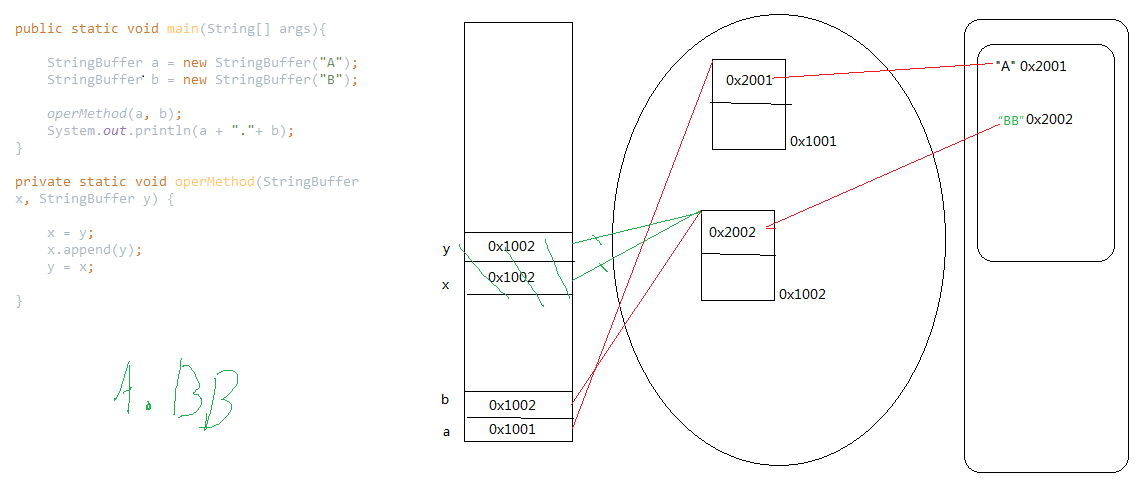 public static void main(String[] args){
StringBuffer a = new StringBuffer("A");
StringBuffer b = new StringBuffer("B");
operMethod(a, b);
System.out.println(a + "."+ b);
}
private static void operMethod(StringBuffer
x, StringBuffer y) {
x = y;
x.append(y);
y = x;
}
A.BB
y 0x1002
x 0x1002
b 0x1002
a 0x1001
0x2001
0x1001
0x2002
0x1002
"A" 0x2001
"BB" 0x2002